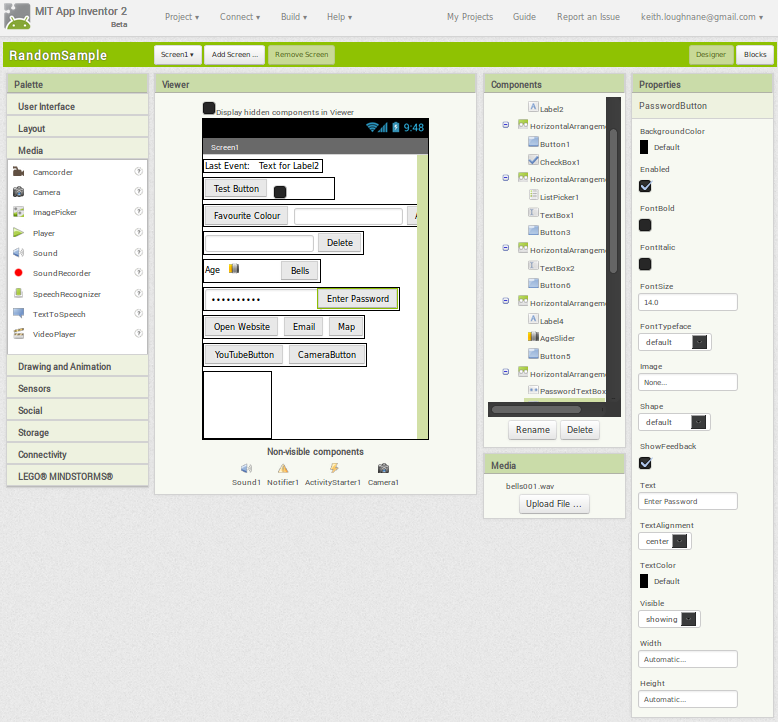 MIT App Inventor 2
Beta
Project ▾ Connect ▾ Build ▾ Help ▾ My Projects Guide Report an Issue keith.loughnane@gmail.com ▾
RandomSample Screen1 ▾ Add Screen ... Remove Screen Designer Blocks
Palette
User Interface
Layout
Media
Camcorder ?
Camera ?
ImagePicker ?
Player ?
Sound ?
SoundRecorder ?
SpeechRecognizer ?
TextToSpeech ?
VideoPlayer ?
Drawing and Animation
Sensors
Social
Storage
Connectivity
LEGO® MINDSTORMS®
Viewer
Display hidden components in Viewer
9:48
Screen1
Last Event: Text for Label2
Test Button
Favourite Colour
Delete
Age Bells
•••••••••• Enter Password
Open Website Email Map
YouTubeButton CameraButton
Non-visible components
Sound1 Notifier1 ActivityStarter1 Camera1
Components
Label2
HorizontalArrangeme
Button1
CheckBox1
HorizontalArrangeme
ListPicker1
TextBox1
Button3
HorizontalArrangeme
TextBox2
Button6
HorizontalArrangeme
Label4
AgeSlider
Button5
HorizontalArrangeme
PasswordTextBox
Rename Delete
Media
bells001.wav
Upload File ...
Properties
PasswordButton
BackgroundColor
Default
Enabled
FontBold
FontItalic
FontSize
14.0
FontTypeface
default
Image
None...
Shape
default
ShowFeedback
Text
Enter Password
TextAlignment
center
TextColor
Default
Visible
showing
Width
Automatic...
Height
Automatic...